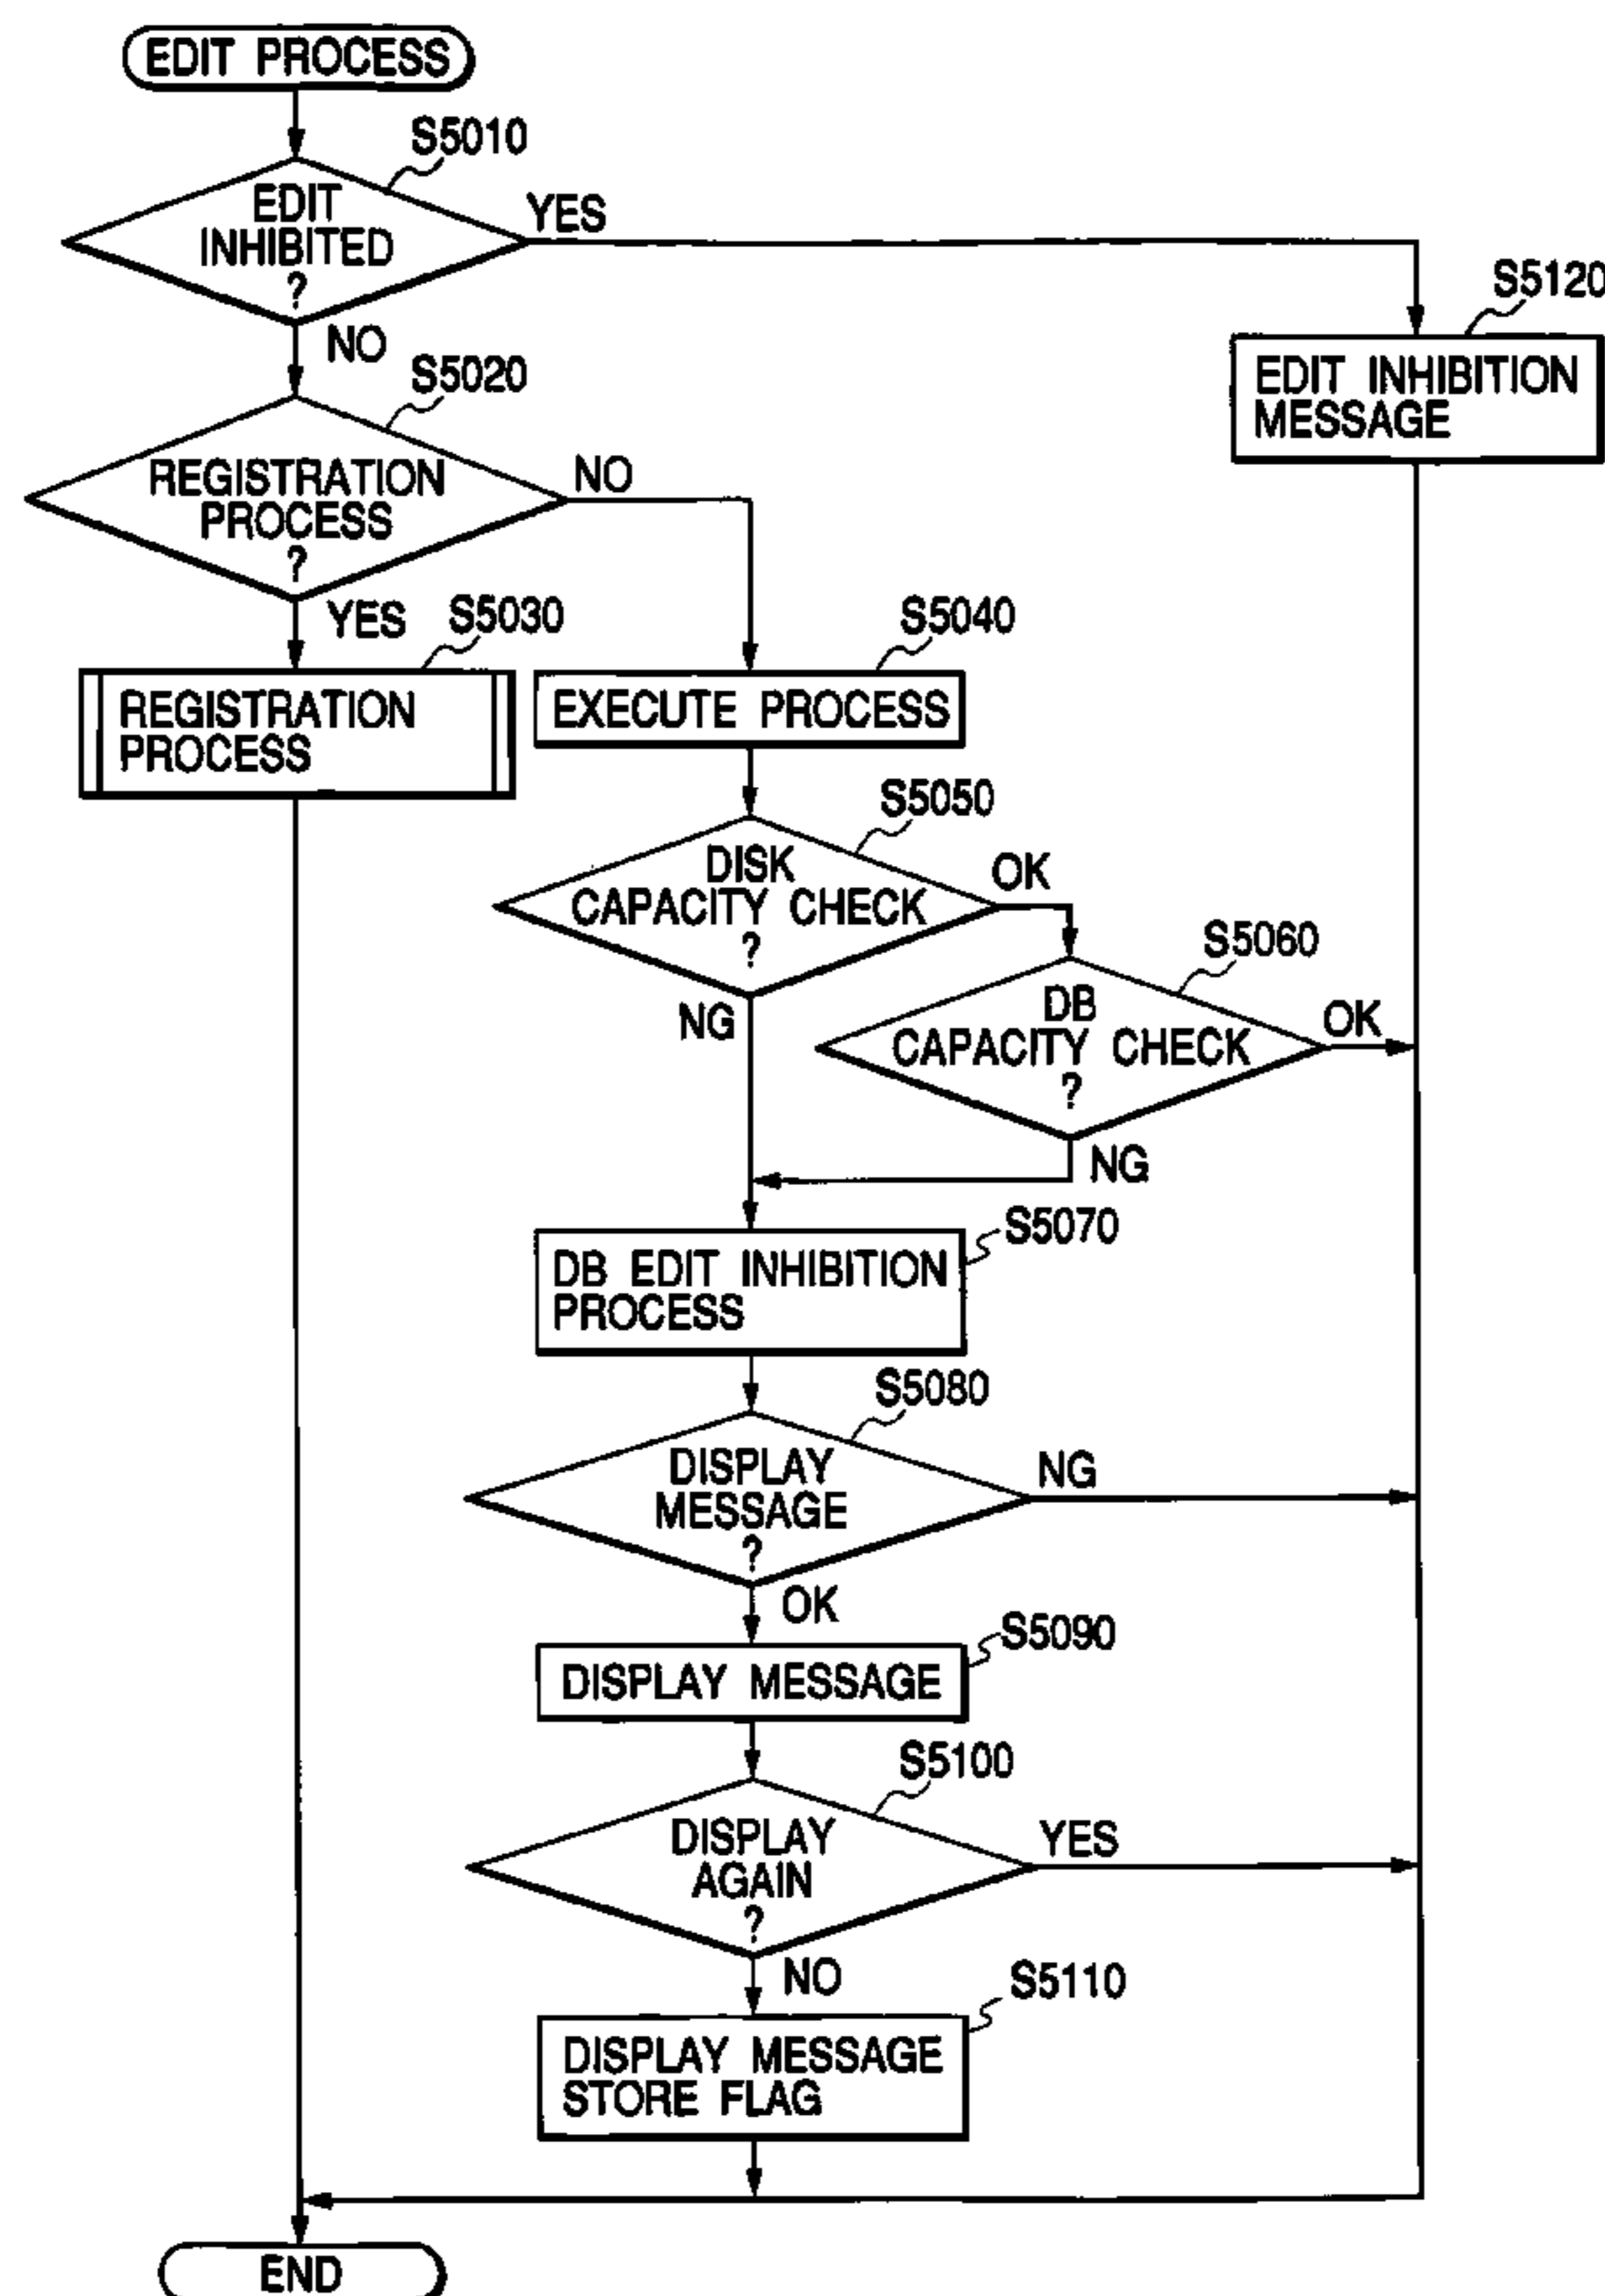 EDIT PROCESS
S5010
EDIT
INHIBITED
?
YES
NO
S5120
EDIT INHIBITION
MESSAGE
S5020
REGISTRATION
PROCESS
?
NO
YES
S5030
REGISTRATION
PROCESS
S5040
EXECUTE PROCESS
S5050
DISK
CAPACITY CHECK
?
OK
NG
S5060
DB
CAPACITY CHECK
?
OK
NG
S5070
DB EDIT INHIBITION
PROCESS
S5080
DISPLAY
MESSAGE
?
NG
OK
S5090
DISPLAY MESSAGE
S5100
DISPLAY
AGAIN
?
YES
NO
S5110
DISPLAY MESSAGE
STORE FLAG
END